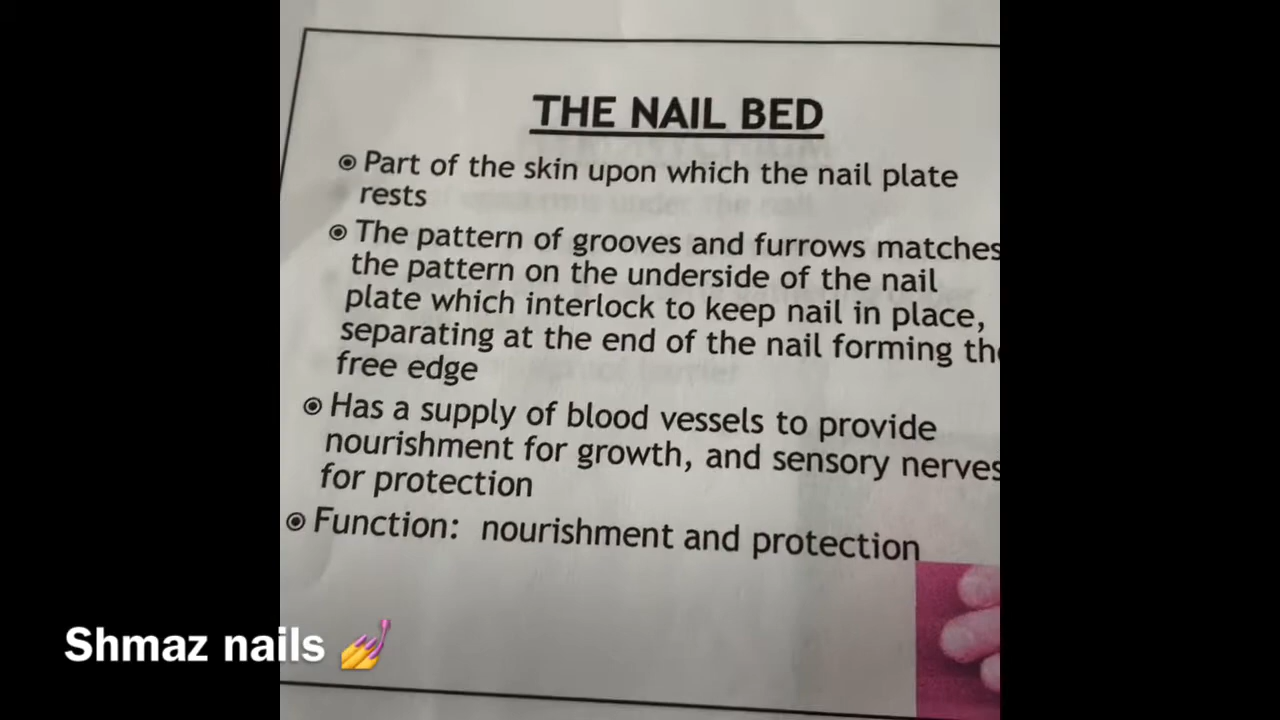 THE NAIL BED
Part of the skin upon which the nail plate
rests
The pattern of grooves and furrows matches
the pattern on the underside of the nail
plate which interlock to keep nail in place,
separating at the end of the nail forming the
free edge
Has a supply of blood vessels to provide
nourishment for growth, and sensory nerves
for protection
Function: nourishment and protection
Shmaz nails 💅